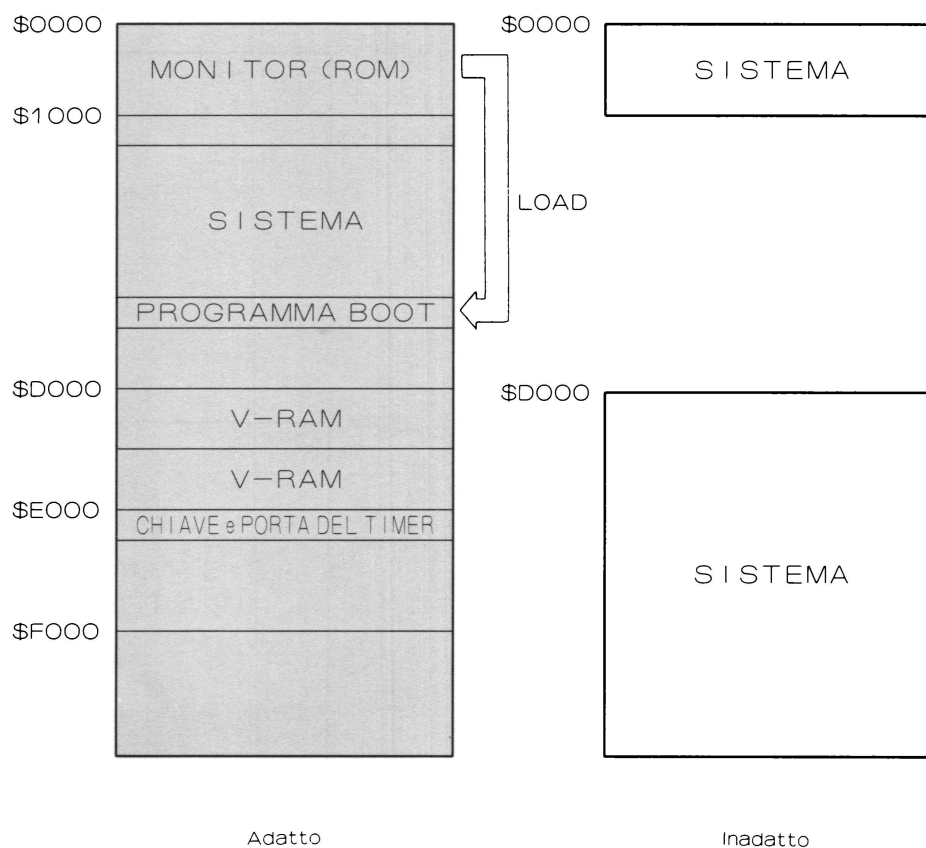 $0000
MONITOR (ROM)
$1000
SISTEMA
PROGRAMMA BOOT
$D000
V-RAM
V-RAM
$E000
CHIAVE e PORTA DEL TIMER
$F000
LOAD
$0000
SISTEMA
$D000
SISTEMA
Adatto
Inadatto